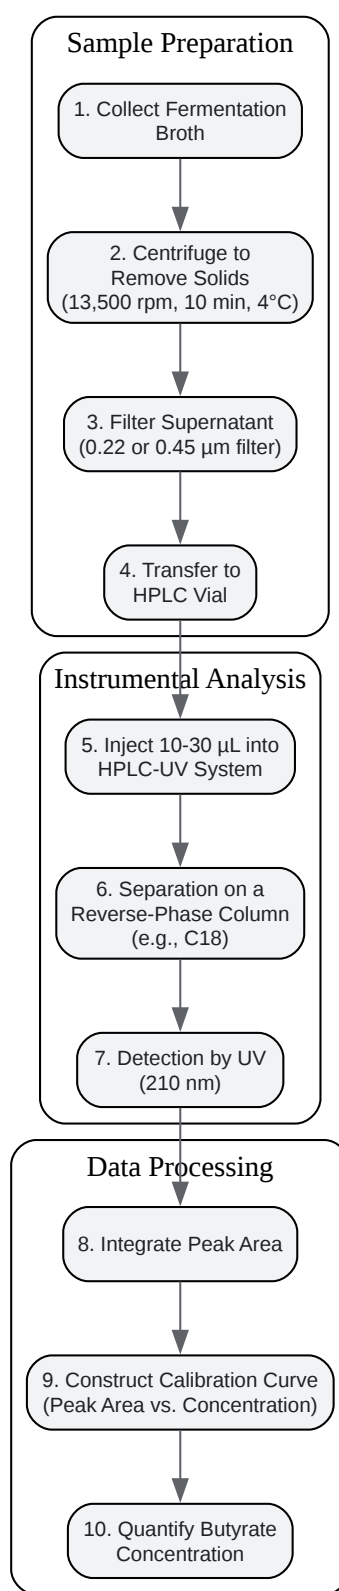 Sample Preparation
1. Collect Fermentation
Broth
2. Centrifuge to
Remove Solids
(13,500 rpm, 10 min, 4°C)
3. Filter Supernatant
(0.22 or 0.45 µm filter)
4. Transfer to
HPLC Vial
Instrumental Analysis
5. Inject 10-30 µL into
HPLC-UV System
6. Separation on a
Reverse-Phase Column
(e.g., C18)
7. Detection by UV
(210 nm)
Data Processing
8. Integrate Peak Area
9. Construct Calibration Curve
(Peak Area vs. Concentration)
10. Quantify Butyrate
Concentration